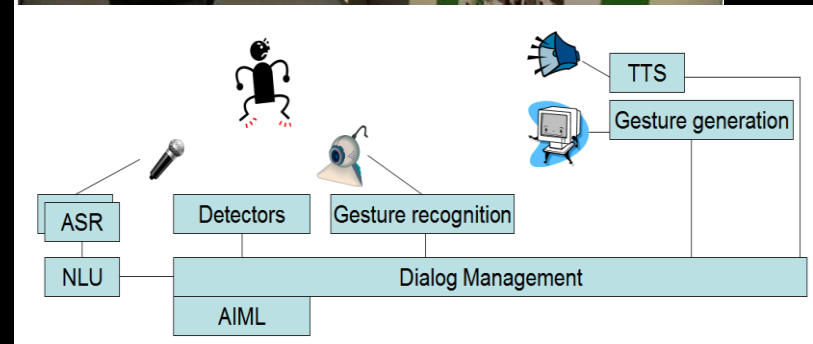 TTS
Gesture generation
ASR
Detectors
Gesture recognition
NLU
Dialog Management
AIML